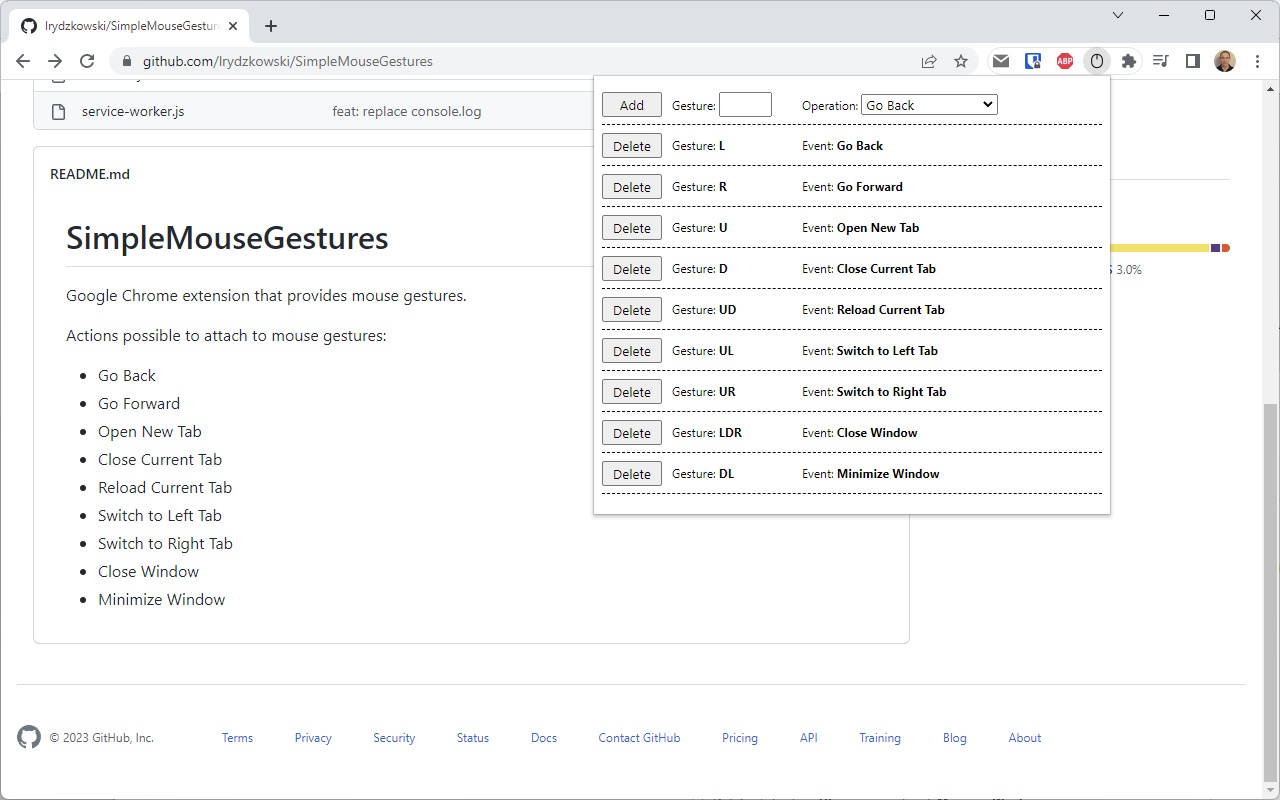 lrydzkowski/SimpleMouseGesture
github.com/lrydzkowski/SimpleMouseGestures
ABP
service-worker.js feat: replace console.log
README.md
SimpleMouseGestures
Google Chrome extension that provides mouse gestures.
Actions possible to attach to mouse gestures:
Go Back
Go Forward
Open New Tab
Close Current Tab
Reload Current Tab
Switch to Left Tab
Switch to Right Tab
Close Window
Minimize Window
Add Gesture: Operation: Go Back
Delete Gesture: L Event: Go Back
Delete Gesture: R Event: Go Forward
Delete Gesture: U Event: Open New Tab
Delete Gesture: D Event: Close Current Tab
Delete Gesture: UD Event: Reload Current Tab
Delete Gesture: UL Event: Switch to Left Tab
Delete Gesture: UR Event: Switch to Right Tab
Delete Gesture: LDR Event: Close Window
Delete Gesture: DL Event: Minimize Window
3.0%
© 2023 GitHub, Inc. Terms Privacy Security Status Docs Contact GitHub Pricing API Training Blog About